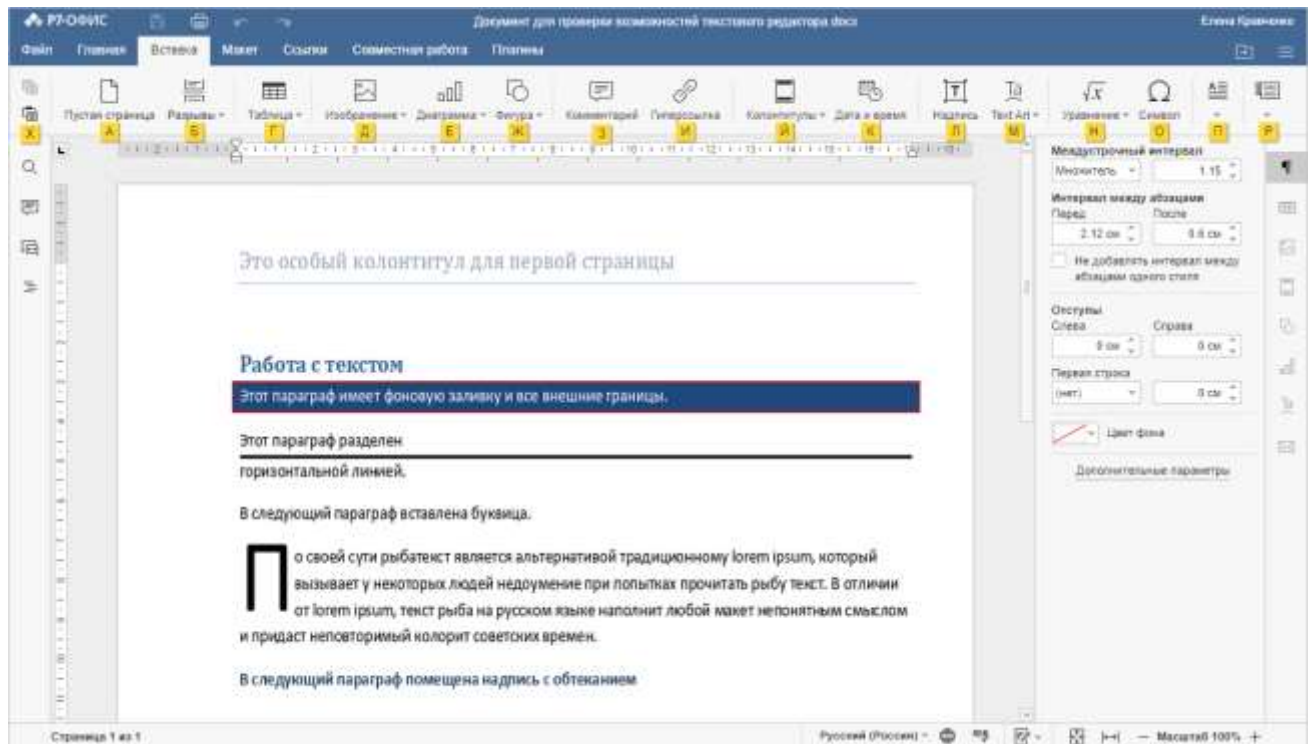 Р7-ОФИС
Документ для проверки возможностей текстового редактора.docx
Елена Кравченко
Файл Главная Вставка Макет Ссылки Совместная работа Плагины
Пустая страница Разрывы Таблица Изображение Диаграмма Фигура Комментарий Гиперссылка Колонтитулы Дата и время Надпись Text Art Уравнение Символ
Х А Б Г Д Е Ж З И Й К Л М Н О П Р
Междустрочный интервал
Множитель 1.15
Интервал между абзацами
Перед После
2.12 см
Не добавлять интервал между
абзацами одного стиля
Отступы
Слева Справа
0 см 0 см
Первая строка
(нет) 0 см
Цвет фона
Дополнительные параметры
Это особый колонтитул для первой страницы
Работа с текстом
Этот параграф имеет фоновую заливку и все внешние границы.
Этот параграф разделен
горизонтальной линией.
В следующий параграф вставлена буквица.
По своей сути рыбатекст является альтернативой традиционному lorem ipsum, который
вызывает у некоторых людей недоумение при попытках прочитать рыбу текст. В отличии
от lorem ipsum, текст рыба на русском языке наполнит любой макет непонятным смыслом
и придаст неповторимый колорит советских времен.
В следующий параграф помещена надпись с обтеканием
Страница 1 из 1
Русский (Россия)
Масштаб 100%